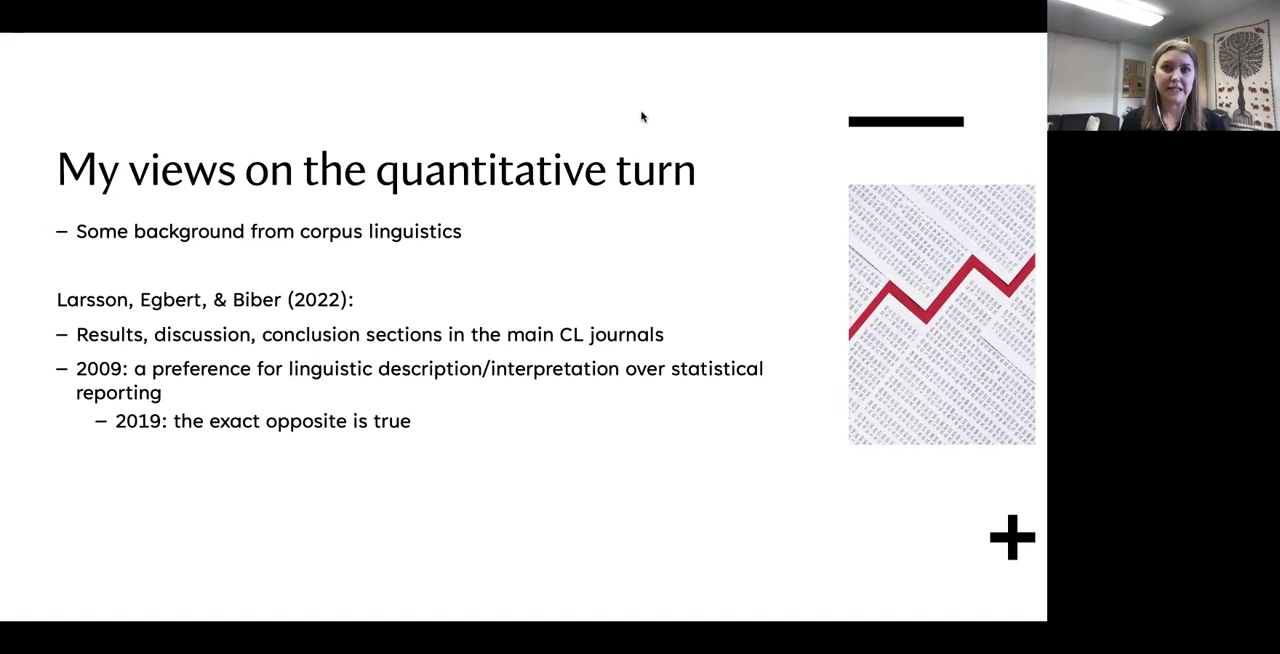 My views on the quantitative turn
– Some background from corpus linguistics
Larsson, Egbert, & Biber (2022):
– Results, discussion, conclusion sections in the main CL journals
– 2009: a preference for linguistic description/interpretation over statistical
reporting
– 2019: the exact opposite is true